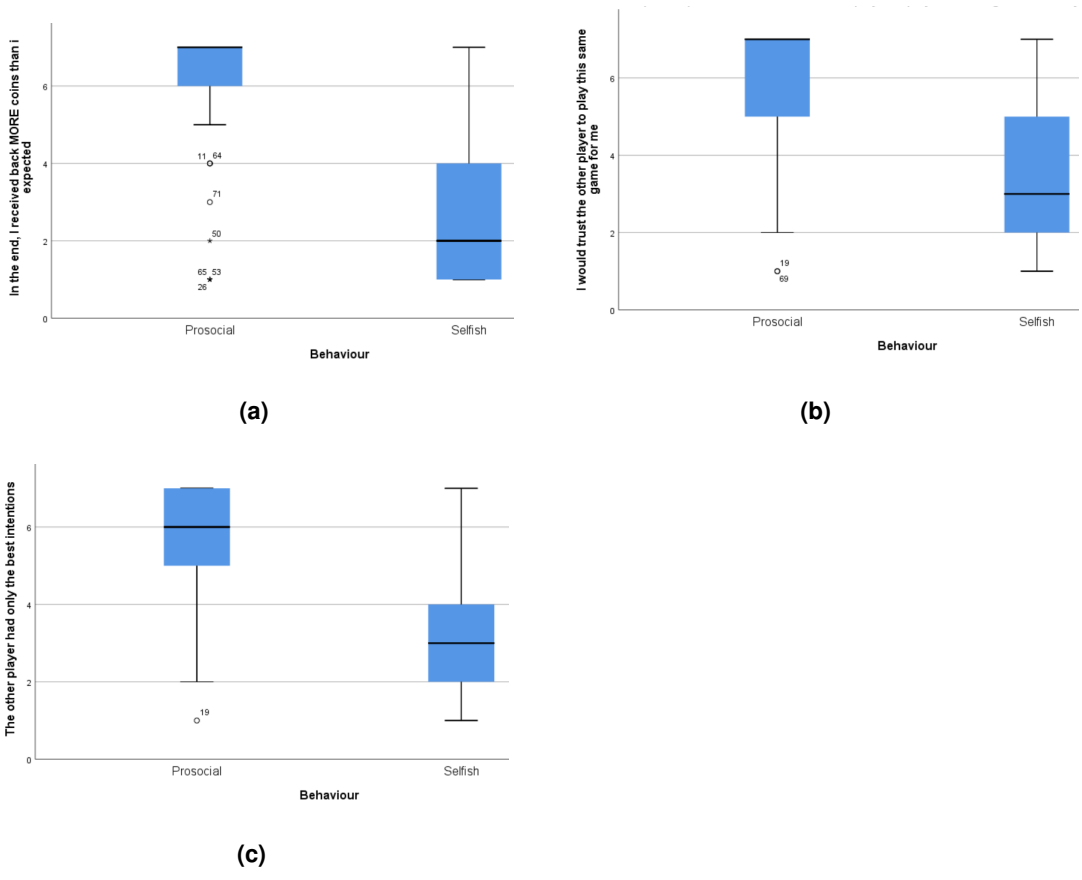 In the end, I received back MORE coins than i
expected
6
4
2
0
11 64
71
50
65 53
26
Prosocial
Selfish
Behaviour
(a)
I would trust the other player to play this same
game for me
6
4
2
0
19
69
Prosocial
Selfish
Behaviour
(b)
The other player had only the best intentions
6
4
2
0
19
Prosocial
Selfish
Behaviour
(c)